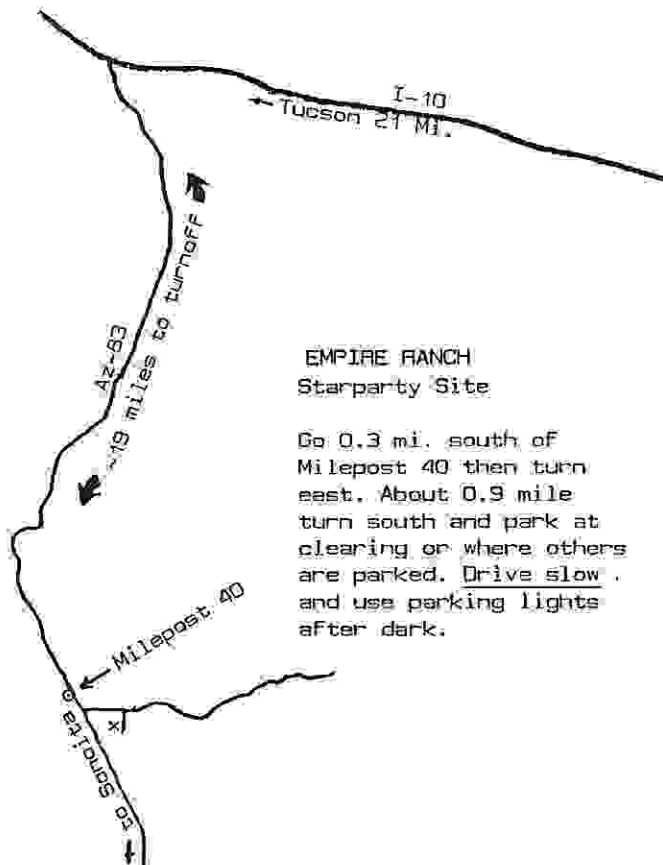 I-10
Tucson 21 Mi.
~19 miles to turnoff
Az-83
EMPIRE RANCH
Starparty Site
Go 0.3 mi. south of
Milepost 40 then turn
east. About 0.9 mile
turn south and park at
clearing or where others
are parked. Drive slow.
and use parking lights
after dark.
Milepost 40
x
to Sonoita